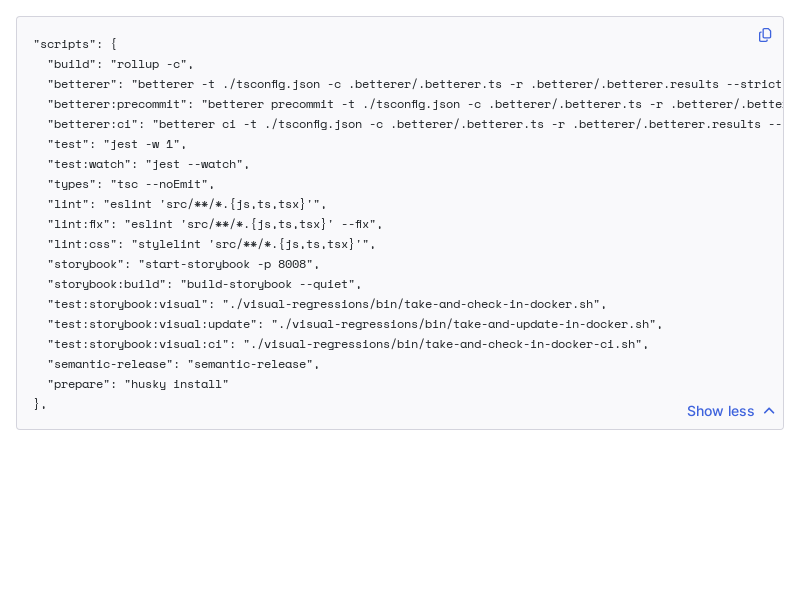 "scripts": {
"build": "rollup -c",
"betterer": "betterer -t ./tsconfig.json -c .betterer/.betterer.ts -r .betterer/.betterer.results --strict
"betterer:precommit": "betterer precommit -t ./tsconfig.json -c .betterer/.betterer.ts -r .betterer/.bette
"betterer:ci": "betterer ci -t ./tsconfig.json -c .betterer/.betterer.ts -r .betterer/.betterer.results --
"test": "jest -w 1",
"test:watch": "jest --watch",
"types": "tsc --noEmit",
"lint": "eslint 'src/**/*.{js,ts,tsx}'",
"lint:fix": "eslint 'src/**/*.{js,ts,tsx}' --fix",
"lint:css": "stylelint 'src/**/*.{js,ts,tsx}'",
"storybook": "start-storybook -p 8008",
"storybook:build": "build-storybook --quiet",
"test:storybook:visual": "./visual-regressions/bin/take-and-check-in-docker.sh",
"test:storybook:visual:update": "./visual-regressions/bin/take-and-update-in-docker.sh",
"test:storybook:visual:ci": "./visual-regressions/bin/take-and-check-in-docker-ci.sh",
"semantic-release": "semantic-release",
"prepare": "husky install"
},
Show less